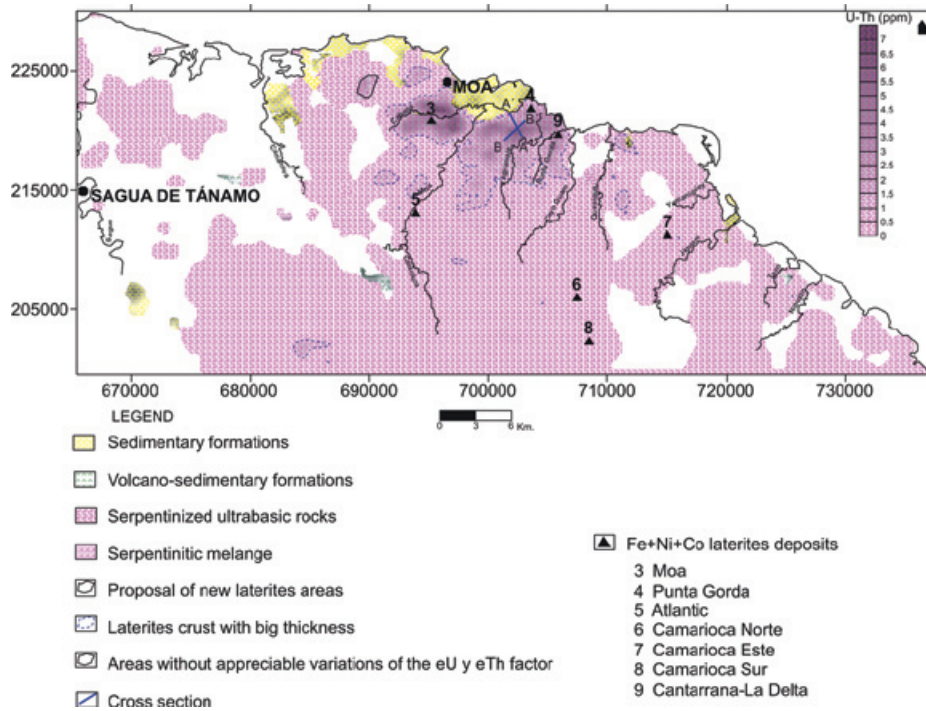 U-Th (ppm)
7
6.5
6
5.5
5
4.5
4
3.5
3
2.5
2
1.5
1
0.5
0
225000
215000
205000
MOA
SAGUA DE TÁNAMO
3
4
9
5
7
6
8
A
B
B
A
670000 680000 690000 700000 710000 720000 730000
0 3 6 Km.
LEGEND
Sedimentary formations
Volcano-sedimentary formations
Serpentinized ultrabasic rocks
Serpentinitic melange
Proposal of new laterites areas
Laterites crust with big thickness
Areas without appreciable variations of the eU y eTh factor
Cross section
Fe+Ni+Co laterites deposits
3 Moa
4 Punta Gorda
5 Atlantic
6 Camarioca Norte
7 Camarioca Este
8 Camarioca Sur
9 Cantarrana-La Delta